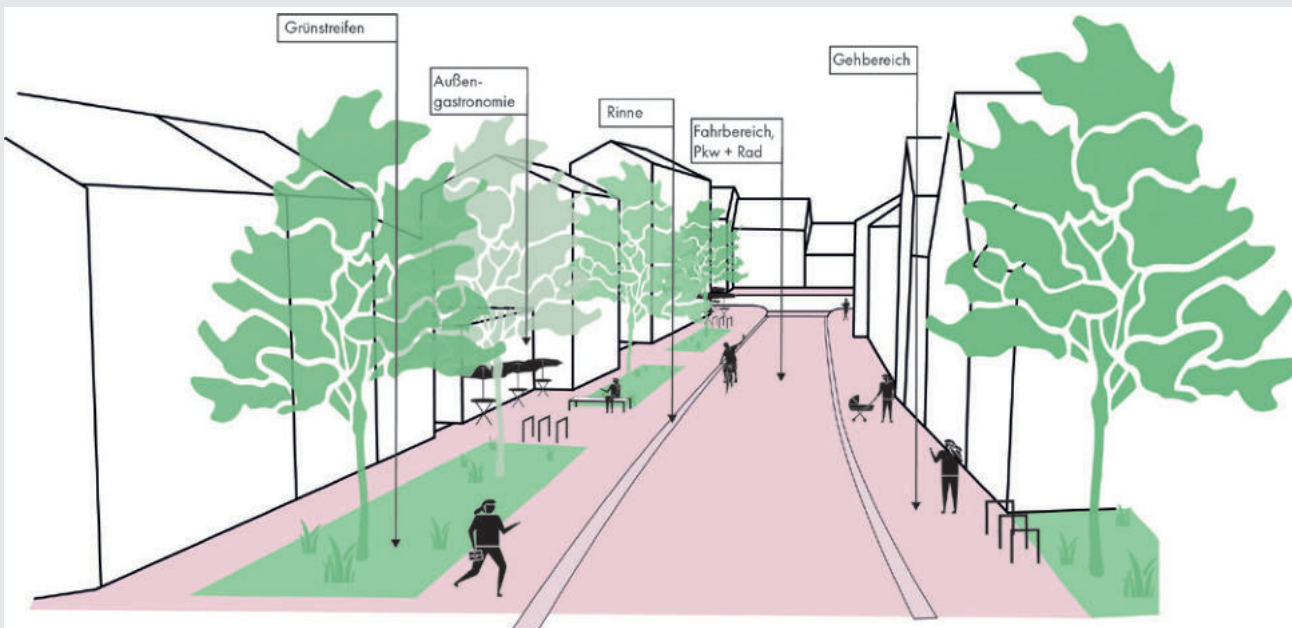 Grünstreifen
Außen-
gastronomie
Rinne
Fahrbereich,
Pkw + Rad
Gehbereich